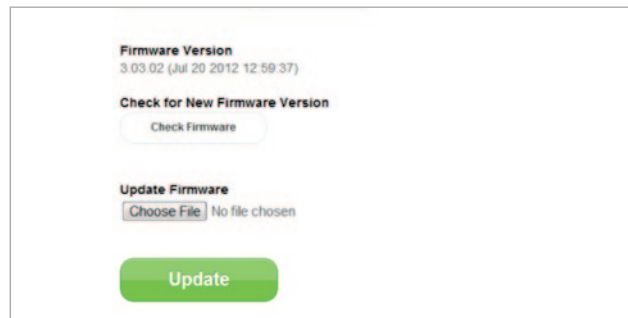 Firmware Version
3.03.02 (Jul 20 2012 12:59:37)
Check for New Firmware Version
Check Firmware
Update Firmware
Choose File No file chosen
Update